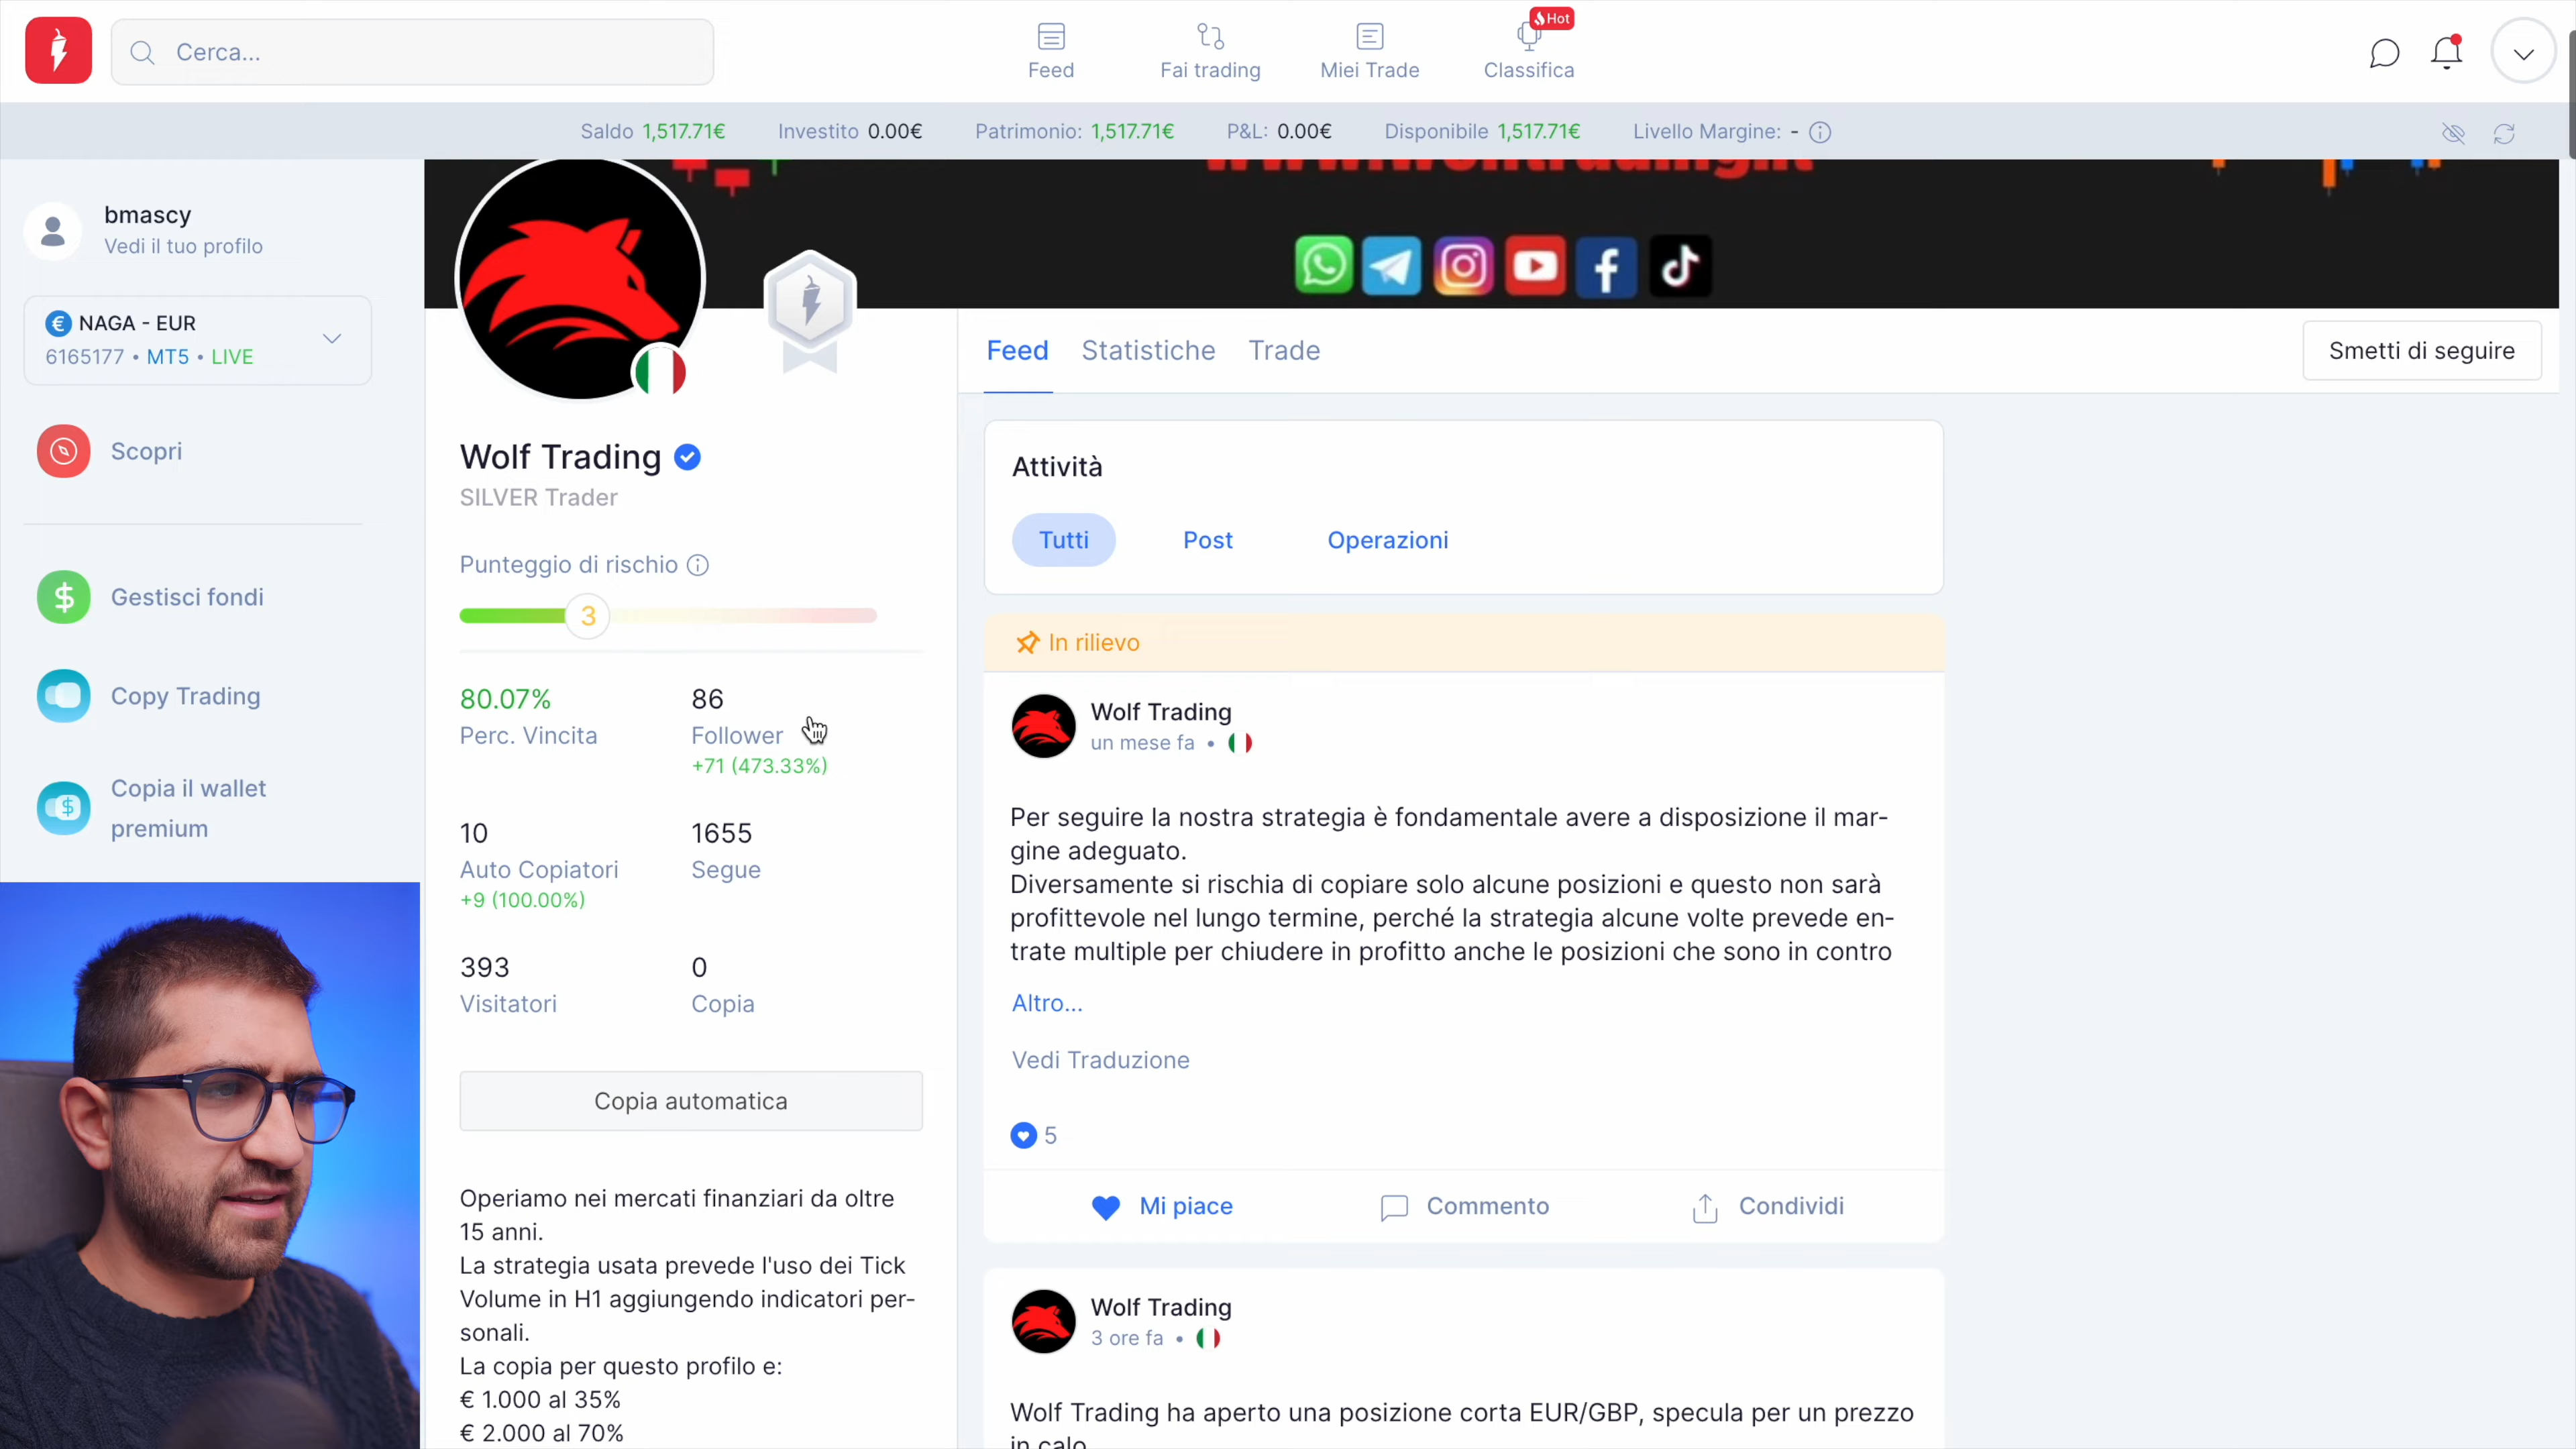 Cerca...
Feed
Fai trading
Miei Trade
Hot
Classifica
Saldo 1,517.71€ Investito 0.00€ Patrimonio: 1,517.71€ P&L: 0.00€ Disponibile 1,517.71€ Livello Margine: -
bmascy
Vedi il tuo profilo
€ NAGA - EUR
6165177 • MT5 • LIVE
Scopri
Gestisci fondi
Copy Trading
Copia il wallet
premium
Wolf Trading
SILVER Trader
Punteggio di rischio
3
80.07%
Perc. Vincita
86
Follower
+71 (473.33%)
10
Auto Copiatori
+9 (100.00%)
1655
Segue
393
Visitatori
0
Copia
Copia automatica
Operiamo nei mercati finanziari da oltre
15 anni.
La strategia usata prevede l'uso dei Tick
Volume in H1 aggiungendo indicatori per-
sonali.
La copia per questo profilo e:
€ 1.000 al 35%
€ 2.000 al 70%
Feed Statistiche Trade
Smetti di seguire
Attività
Tutti Post Operazioni
In rilievo
Wolf Trading
un mese fa •
Per seguire la nostra strategia è fondamentale avere a disposizione il mar-
gine adeguato.
Diversamente si rischia di copiare solo alcune posizioni e questo non sarà
profittevole nel lungo termine, perché la strategia alcune volte prevede en-
trate multiple per chiudere in profitto anche le posizioni che sono in contro
Altro...
Vedi Traduzione
5
Mi piace Commento Condividi
Wolf Trading
3 ore fa •
Wolf Trading ha aperto una posizione corta EUR/GBP, specula per un prezzo
in calo